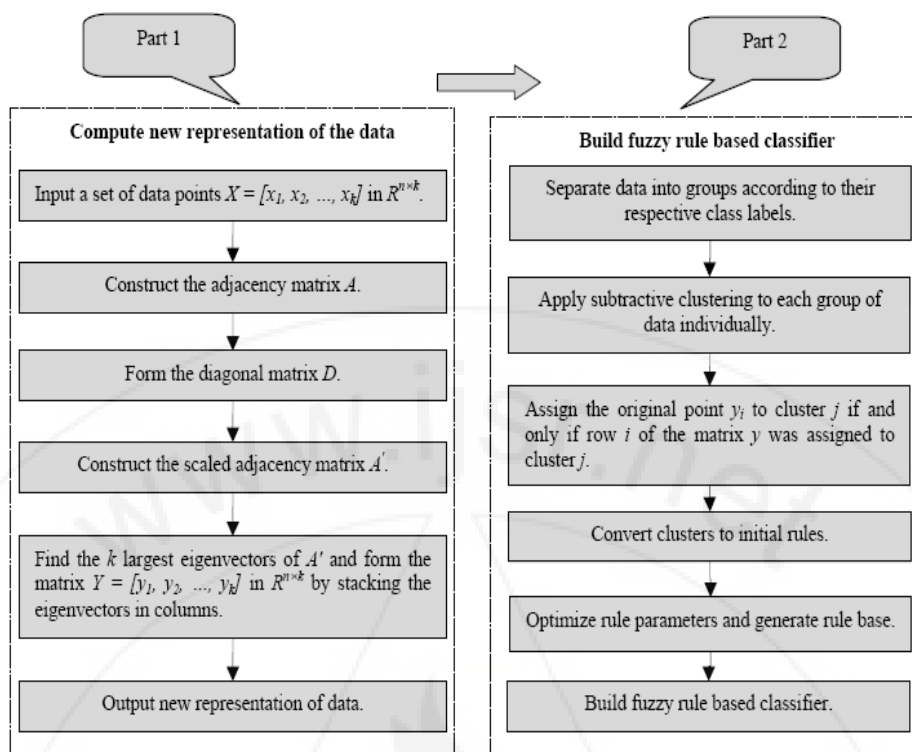 Part 1
Compute new representation of the data
Input a set of data points X = [x₁, x₂, ..., xₖ] in Rⁿˣᵏ.
Construct the adjacency matrix A.
Form the diagonal matrix D.
Construct the scaled adjacency matrix A'.
Find the k largest eigenvectors of A' and form the
matrix Y = [y₁, y₂, ..., yₖ] in Rⁿˣᵏ by stacking the
eigenvectors in columns.
Output new representation of data.
Part 2
Build fuzzy rule based classifier
Separate data into groups according to their
respective class labels.
Apply subtractive clustering to each group of
data individually.
Assign the original point yᵢ to cluster j if and
only if row i of the matrix y was assigned to
cluster j.
Convert clusters to initial rules.
Optimize rule parameters and generate rule base.
Build fuzzy rule based classifier.
www.ijsr.net